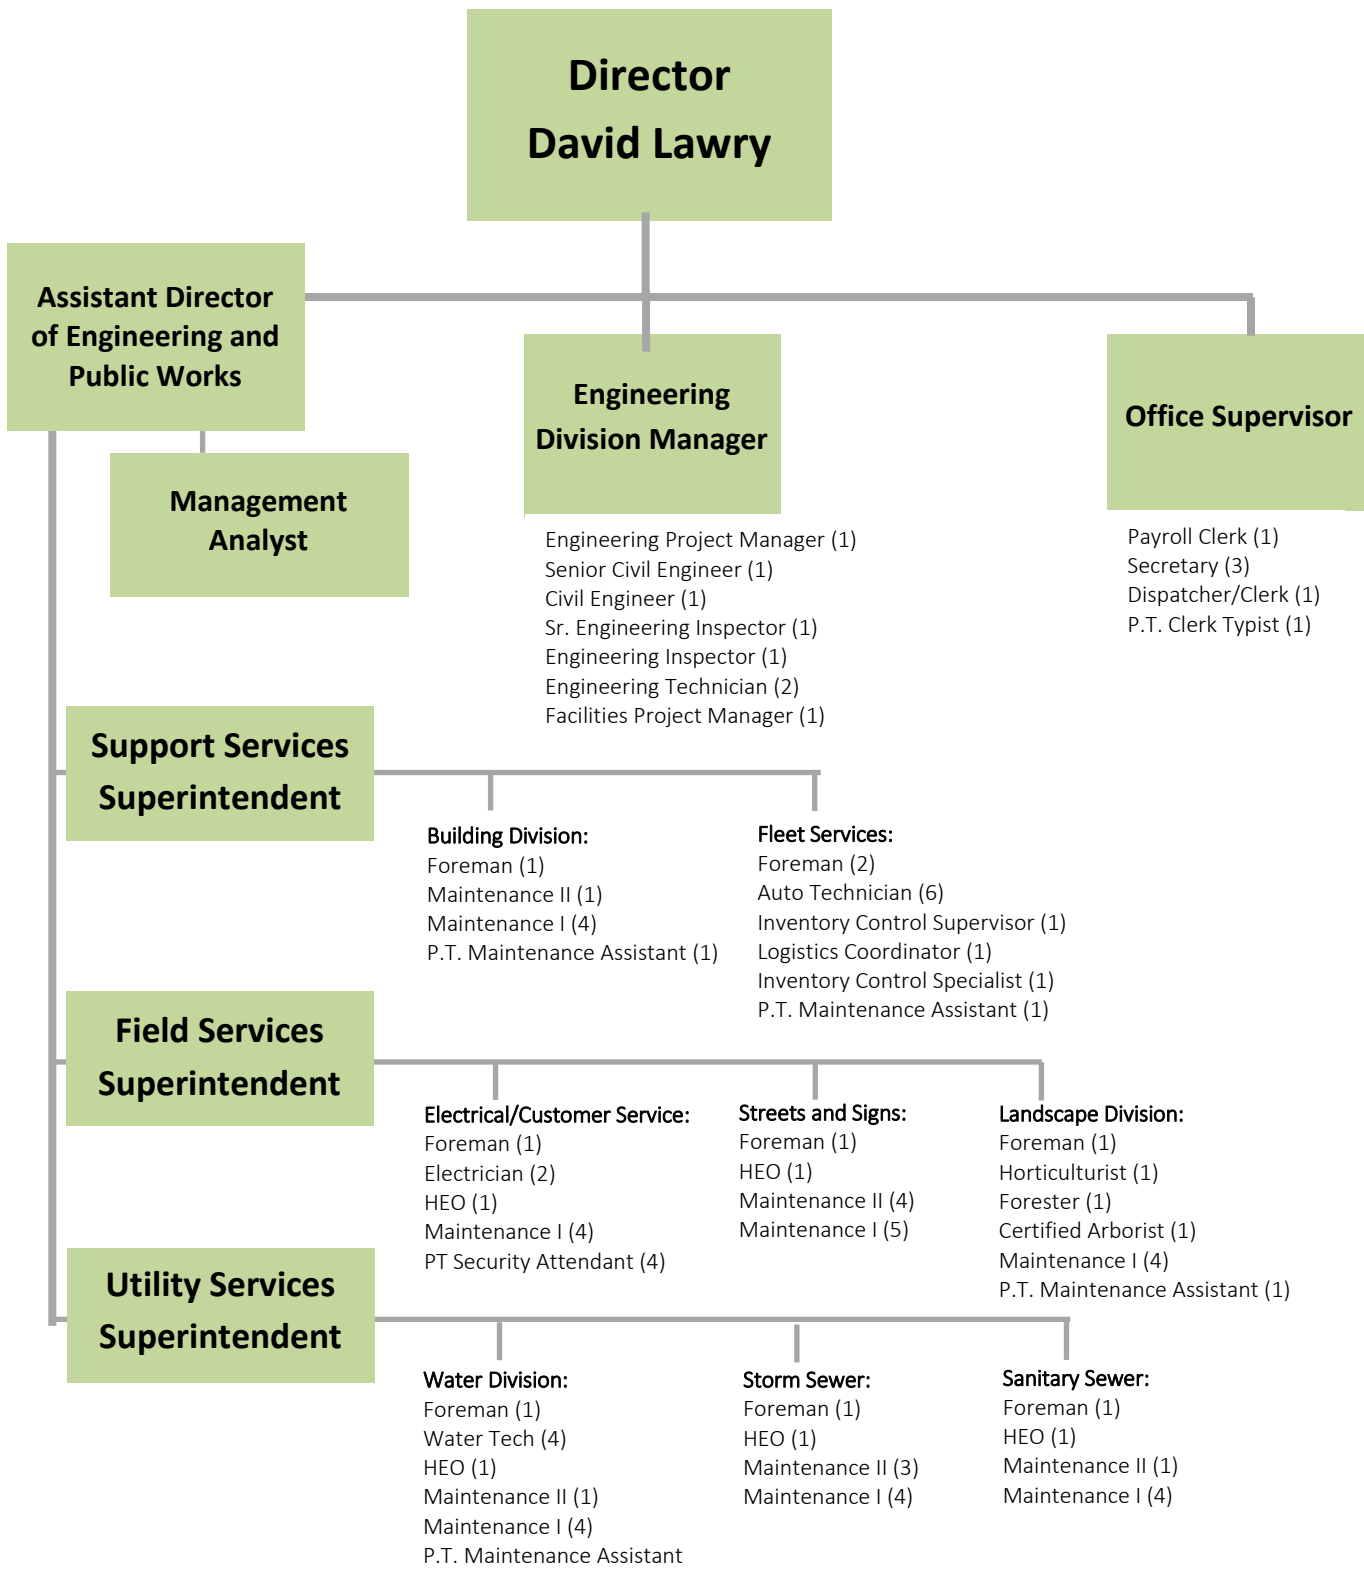 Director
David Lawry
Assistant Director
of Engineering and
Public Works
Engineering
Division Manager
Office Supervisor
Management
Analyst
Engineering Project Manager (1)
Senior Civil Engineer (1)
Civil Engineer (1)
Sr. Engineering Inspector (1)
Engineering Inspector (1)
Engineering Technician (2)
Facilities Project Manager (1)
Payroll Clerk (1)
Secretary (3)
Dispatcher/Clerk (1)
P.T. Clerk Typist (1)
Support Services
Superintendent
Building Division:
Foreman (1)
Maintenance II (1)
Maintenance I (4)
P.T. Maintenance Assistant (1)
Fleet Services:
Foreman (2)
Auto Technician (6)
Inventory Control Supervisor (1)
Logistics Coordinator (1)
Inventory Control Specialist (1)
P.T. Maintenance Assistant (1)
Field Services
Superintendent
Electrical/Customer Service:
Foreman (1)
Electrician (2)
HEO (1)
Maintenance I (4)
PT Security Attendant (4)
Streets and Signs:
Foreman (1)
HEO (1)
Maintenance II (4)
Maintenance I (5)
Landscape Division:
Foreman (1)
Horticulturist (1)
Forester (1)
Certified Arborist (1)
Maintenance I (4)
P.T. Maintenance Assistant (1)
Utility Services
Superintendent
Water Division:
Foreman (1)
Water Tech (4)
HEO (1)
Maintenance II (1)
Maintenance I (4)
P.T. Maintenance Assistant
Storm Sewer:
Foreman (1)
HEO (1)
Maintenance II (3)
Maintenance I (4)
Sanitary Sewer:
Foreman (1)
HEO (1)
Maintenance II (1)
Maintenance I (4)